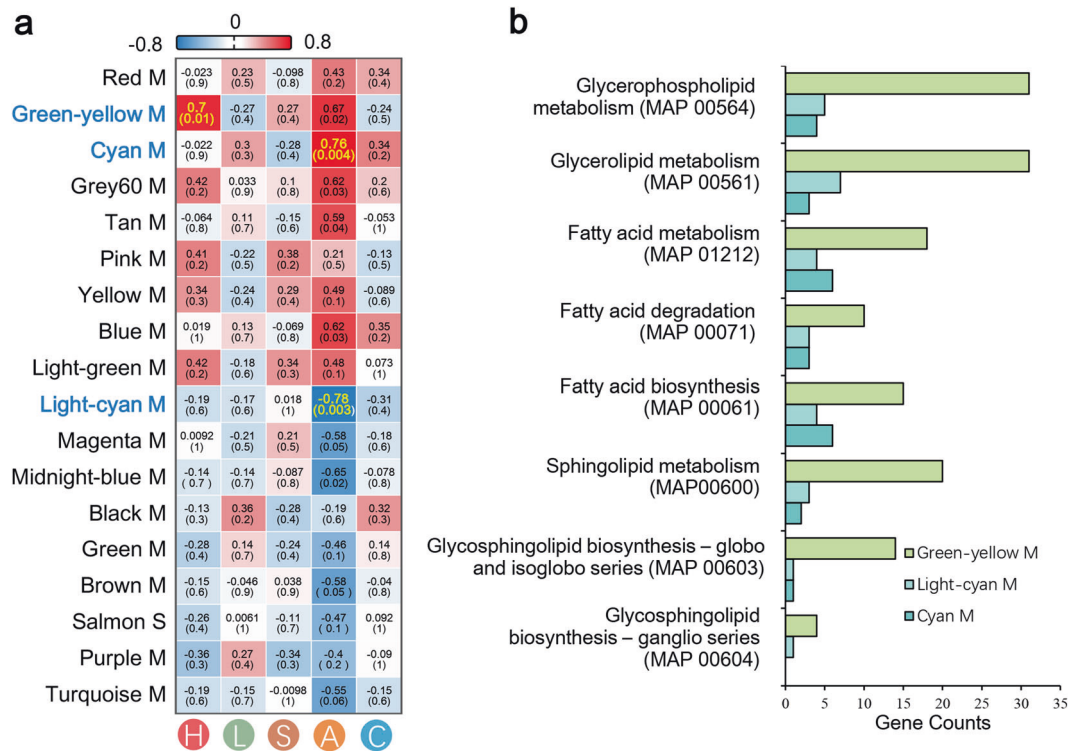 a
0
-0.8
0.8
Red M
-0.023 0.23 -0.098 0.43 0.34
(0.9) (0.5) (0.8) (0.2) (0.4)
Green-yellow M
0.7 -0.27 0.27 0.67 -0.24
(0.01) (0.4) (0.4) (0.02) (0.5)
Cyan M
-0.022 0.3 -0.28 0.76 0.34
(0.9) (0.3) (0.4) (0.004) (0.2)
Grey60 M
0.42 0.033 0.1 0.62 0.2
(0.2) (0.9) (0.8) (0.03) (0.6)
Tan M
-0.064 0.11 -0.15 0.59 -0.053
(0.8) (0.7) (0.6) (0.04) (1)
Pink M
0.41 -0.22 0.38 0.21 -0.13
(0.2) (0.5) (0.2) (0.5) (0.5)
Yellow M
0.34 -0.24 0.29 0.49 -0.089
(0.3) (0.4) (0.4) (0.1) (0.6)
Blue M
0.019 0.13 -0.069 0.62 0.35
(1) (0.7) (0.8) (0.03) (0.2)
Light-green M
0.42 -0.18 0.34 0.48 0.073
(0.2) (0.6) (0.3) (0.1) (1)
Light-cyan M
-0.19 -0.17 0.018 -0.78 -0.31
(0.6) (0.6) (1) (0.003) (0.4)
Magenta M
0.0092 -0.21 0.21 -0.58 -0.18
(1) (0.5) (0.5) (0.05) (0.6)
Midnight-blue M
-0.14 -0.14 -0.087 -0.65 -0.078
( 0.7 ) (0.7) (0.8) (0.02) (0.8)
Black M
-0.13 0.36 -0.28 -0.19 0.32
(0.3) (0.2) (0.4) (0.6) (0.3)
Green M
-0.28 0.14 -0.24 -0.46 0.14
(0.4) (0.7) (0.4) (0.1) (0.8)
Brown M
-0.15 -0.046 0.038 -0.58 -0.04
(0.6) (0.9) (0.9) ( 0.05 ) (0.8)
Salmon S
-0.26 0.0061 -0.11 -0.47 0.092
(0.4) (1) (0.7) ( 0.1 ) (1)
Purple M
-0.36 0.27 -0.34 -0.4 -0.09
(0.3) (0.4) (0.3) ( 0.2 ) (1)
Turquoise M
-0.19 -0.15 -0.0098 -0.55 -0.15
(0.6) (0.7) (1) (0.06) (0.6)
H L S A C
b
Glycerophospholipid
metabolism (MAP 00564)
Glycerolipid metabolism
(MAP 00561)
Fatty acid metabolism
(MAP 01212)
Fatty acid degradation
(MAP 00071)
Fatty acid biosynthesis
(MAP 00061)
Sphingolipid metabolism
(MAP00600)
Glycosphingolipid biosynthesis – globo
and isoglobo series (MAP 00603)
Glycosphingolipid
biosynthesis – ganglio series
(MAP 00604)
Green-yellow M
Light-cyan M
Cyan M
0 5 10 15 20 25 30 35
Gene Counts